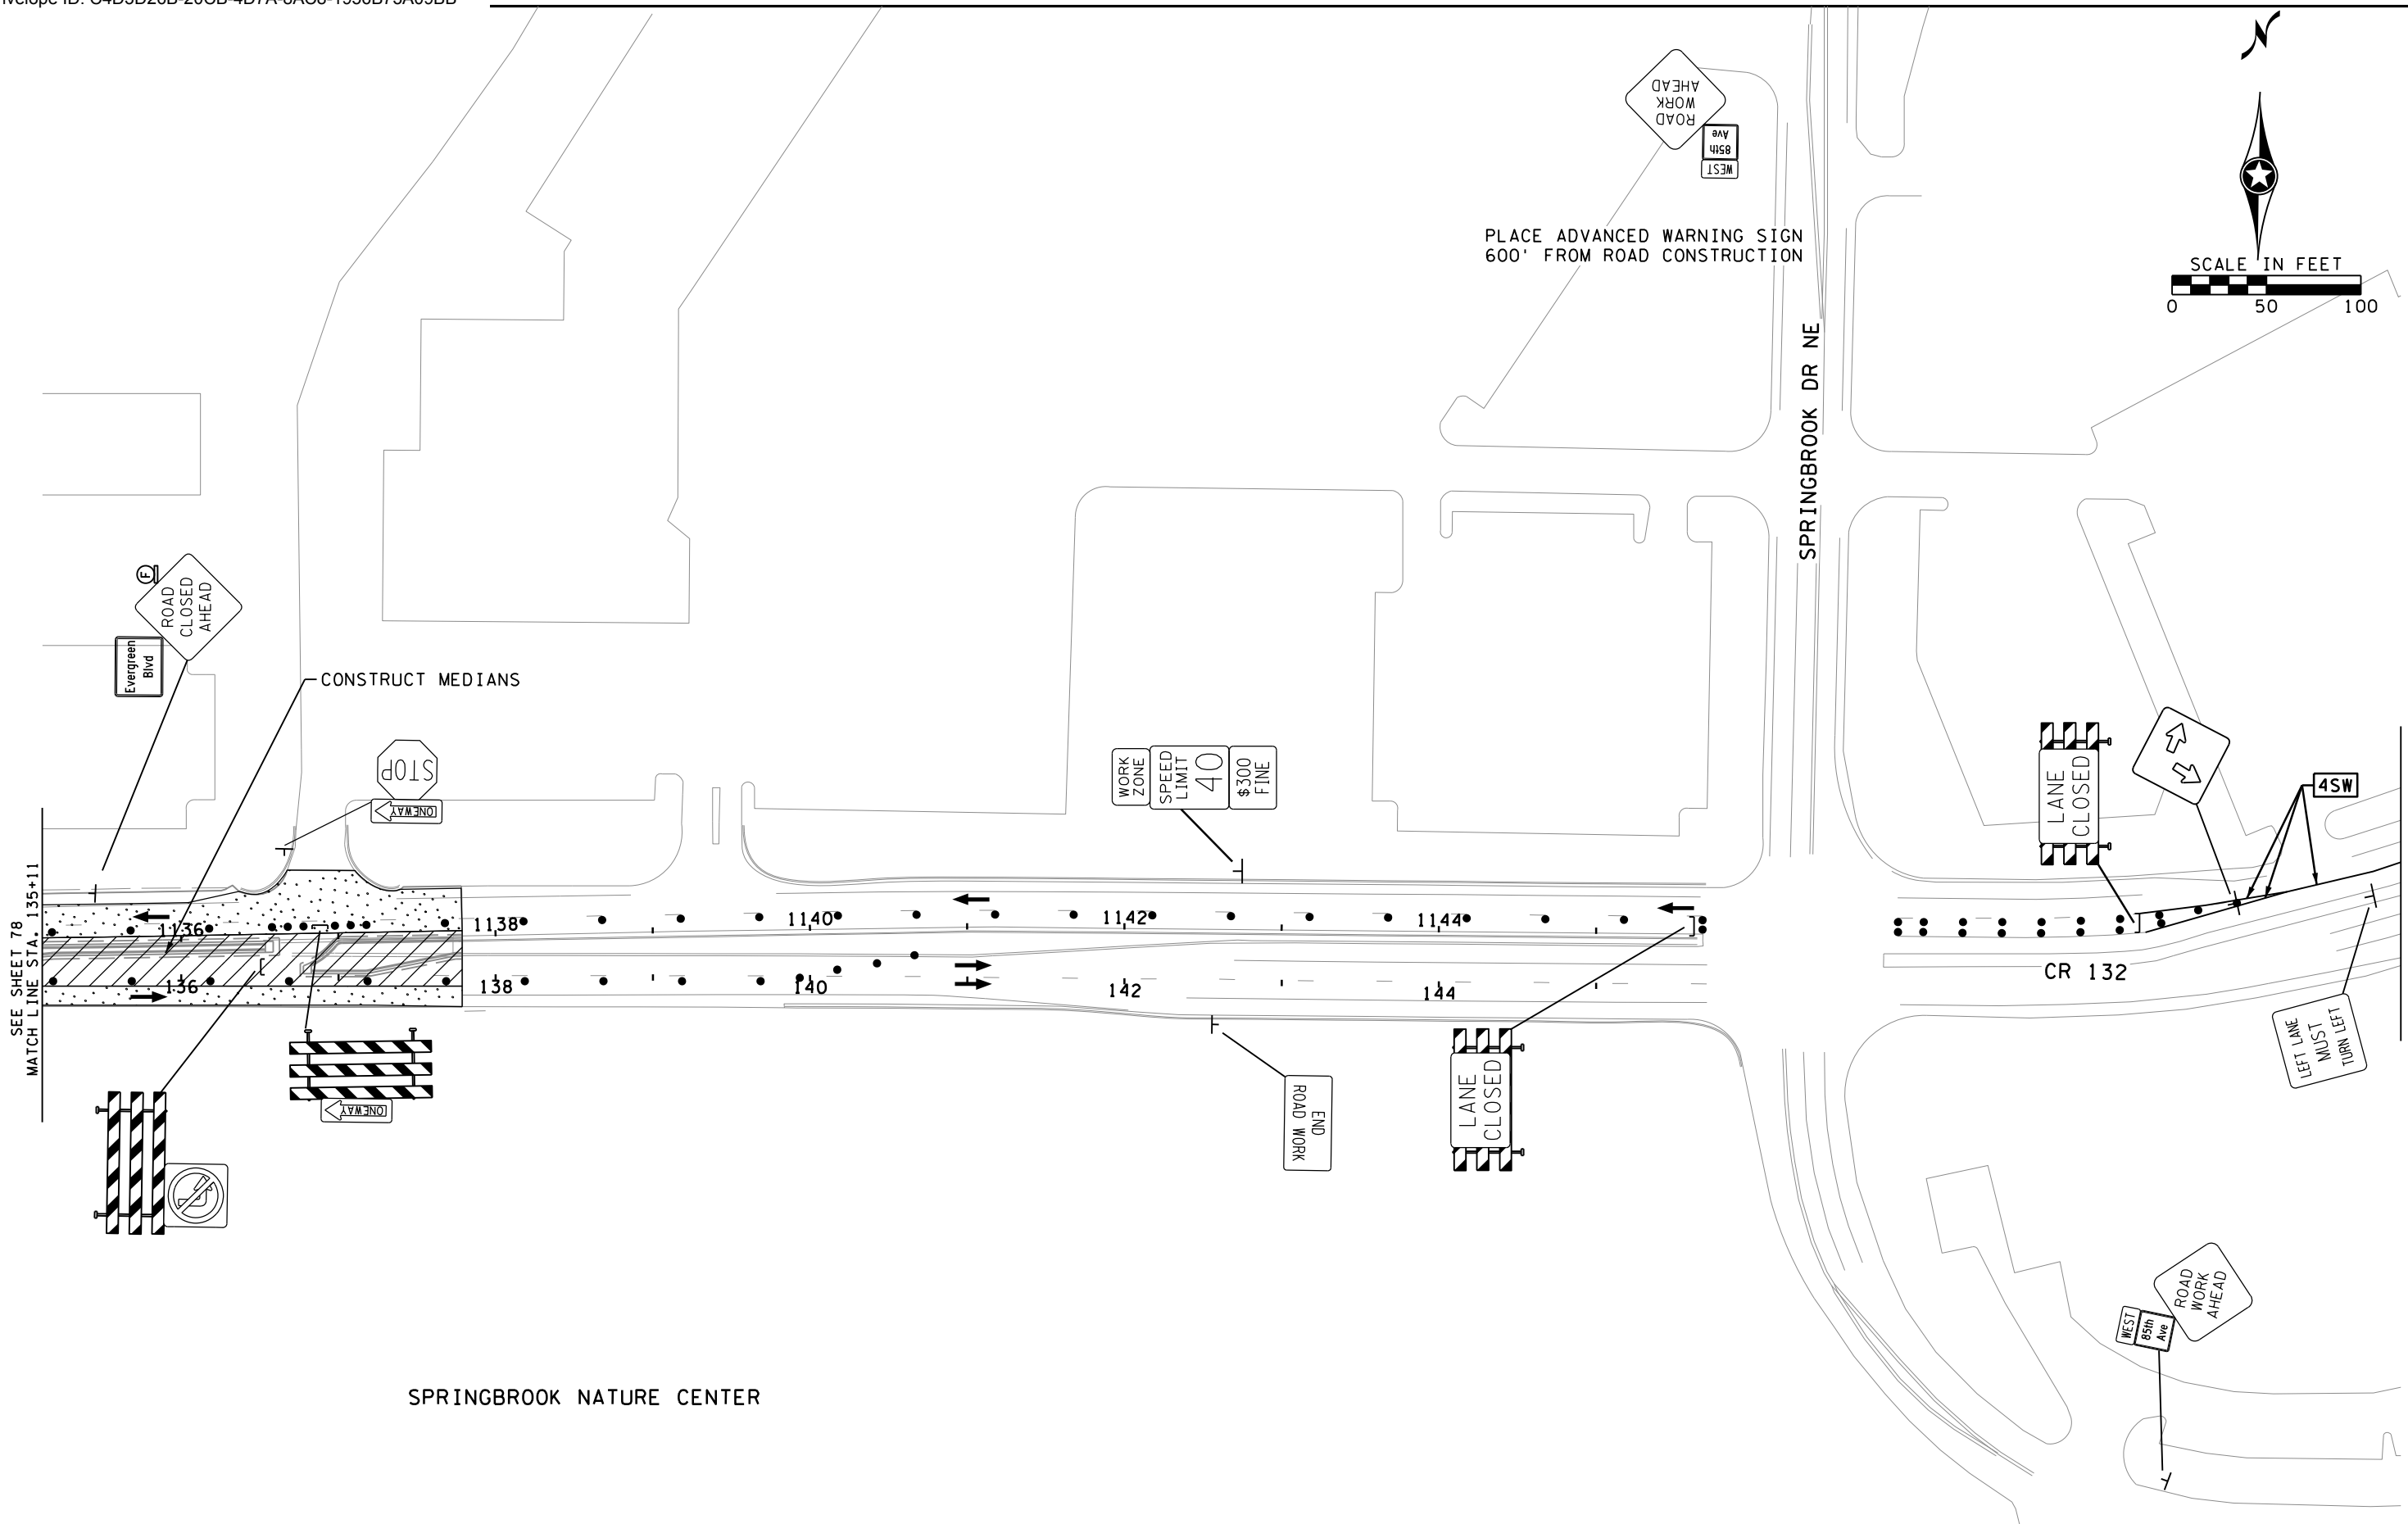 ROAD
WORK
AHEAD
85th
Ave
WEST
PLACE ADVANCED WARNING SIGN
600' FROM ROAD CONSTRUCTION
N
SCALE IN FEET
0 50 100
SPRINGBROOK DR NE
F
ROAD
CLOSED
AHEAD
Evergreen
Blvd
CONSTRUCT MEDIANS
STOP
ONEWAY
WORK
ZONE
SPEED
LIMIT
40
$300
FINE
LANE
CLOSED
4SW
SEE SHEET 78
MATCH LINE STA. 135+11
1136 1138 1140 1142 1144
136 138 140 142 144
CR 132
LEFT LANE
MUST
TURN LEFT
ONEWAY
END
ROAD WORK
LANE
CLOSED
ROAD
WORK
AHEAD
WEST
85th
Ave
SPRINGBROOK NATURE CENTER